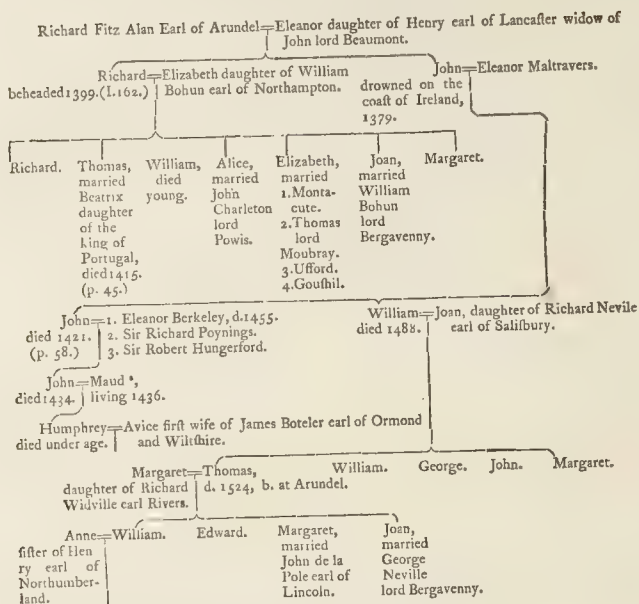 Richard Fitz Alan Earl of Arundel=Eleanor daughter of Henry earl of Lancaſter widow of
John lord Beaumont.
Richard=Elizabeth daughter of William
beheaded 1399. (I. 162.) Bohun earl of Northampton.
John=Eleanor Maltravers.
drowned on the
coaſt of Ireland,
1379.
Richard.
Thomas,
married
Beatrix
daughter
of the
king of
Portugal,
died 1415.
(p. 45.)
William,
died
young.
Alice,
married
John
Charleton
lord
Powis.
Elizabeth,
married
1. Monta-
cute.
2. Thomas
lord
Moubray.
3. Ufford.
4. Gouſhil.
Joan,
married
William
Bohun
lord
Bergavenny.
Margaret.
John=1. Eleanor Berkeley, d. 1455.
died 1421. 2. Sir Richard Poynings.
(p. 58.) 3. Sir Robert Hungerford.
William=Joan, daughter of Richard Nevile
died 1488. earl of Saliſbury.
John=Maud *,
died 1434. living 1436.
Humphrey=Avice firſt wife of James Boteler earl of Ormond
died under age. and Wiltſhire.
Margaret=Thomas,
daughter of Richard d. 1524, b. at Arundel.
Widville earl Rivers.
William. George. John. Margaret.
Anne=William.
ſiſter of Hen
ry earl of
Northumber-
land.
Edward.
Margaret,
married
John de la
Pole earl of
Lincoln.
Joan,
married
George
Neville
lord Bergavenny.